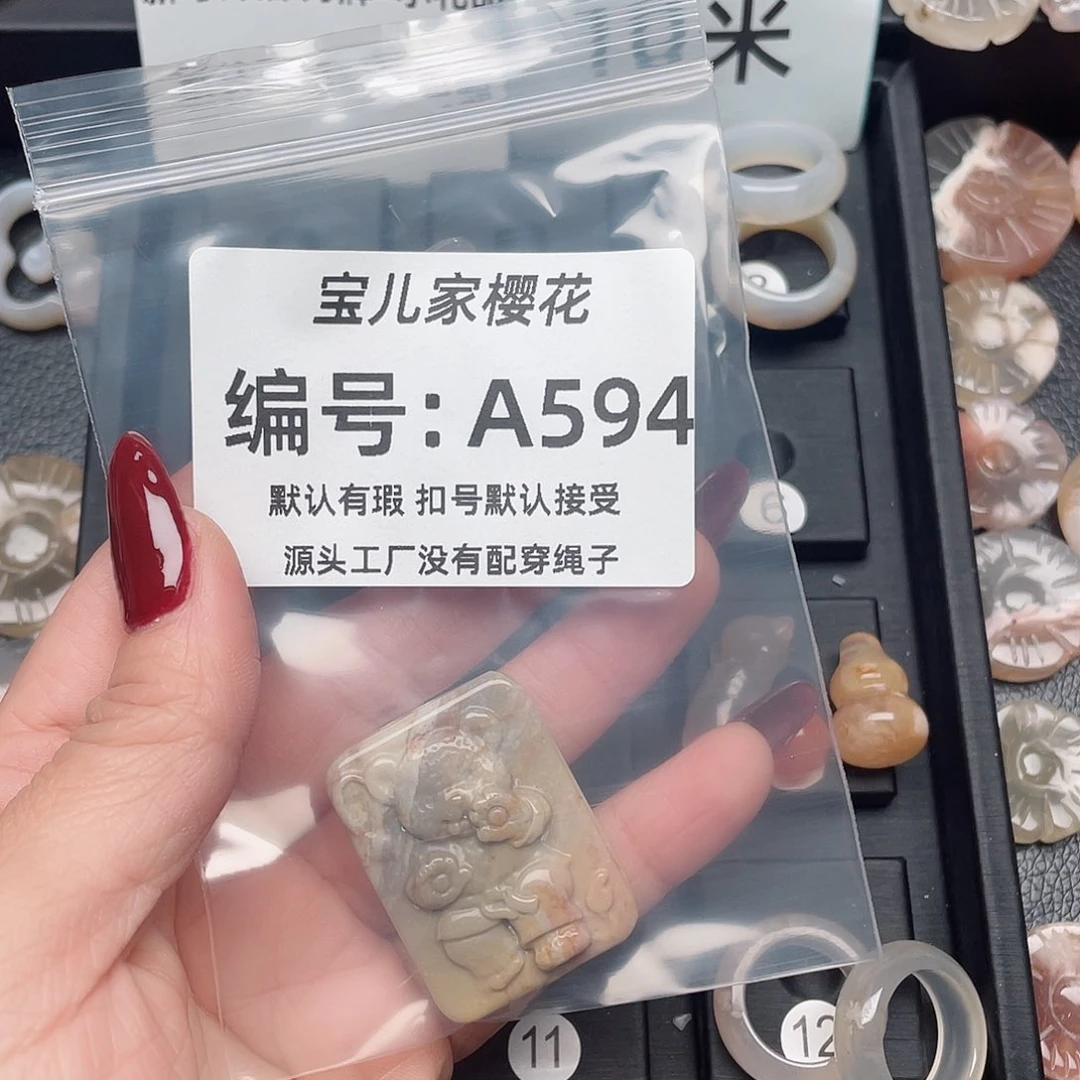 米
宝儿家樱花
编号:A594
默认有瑕 扣号默认接受
源头工厂没有配穿绳子
6
11
12